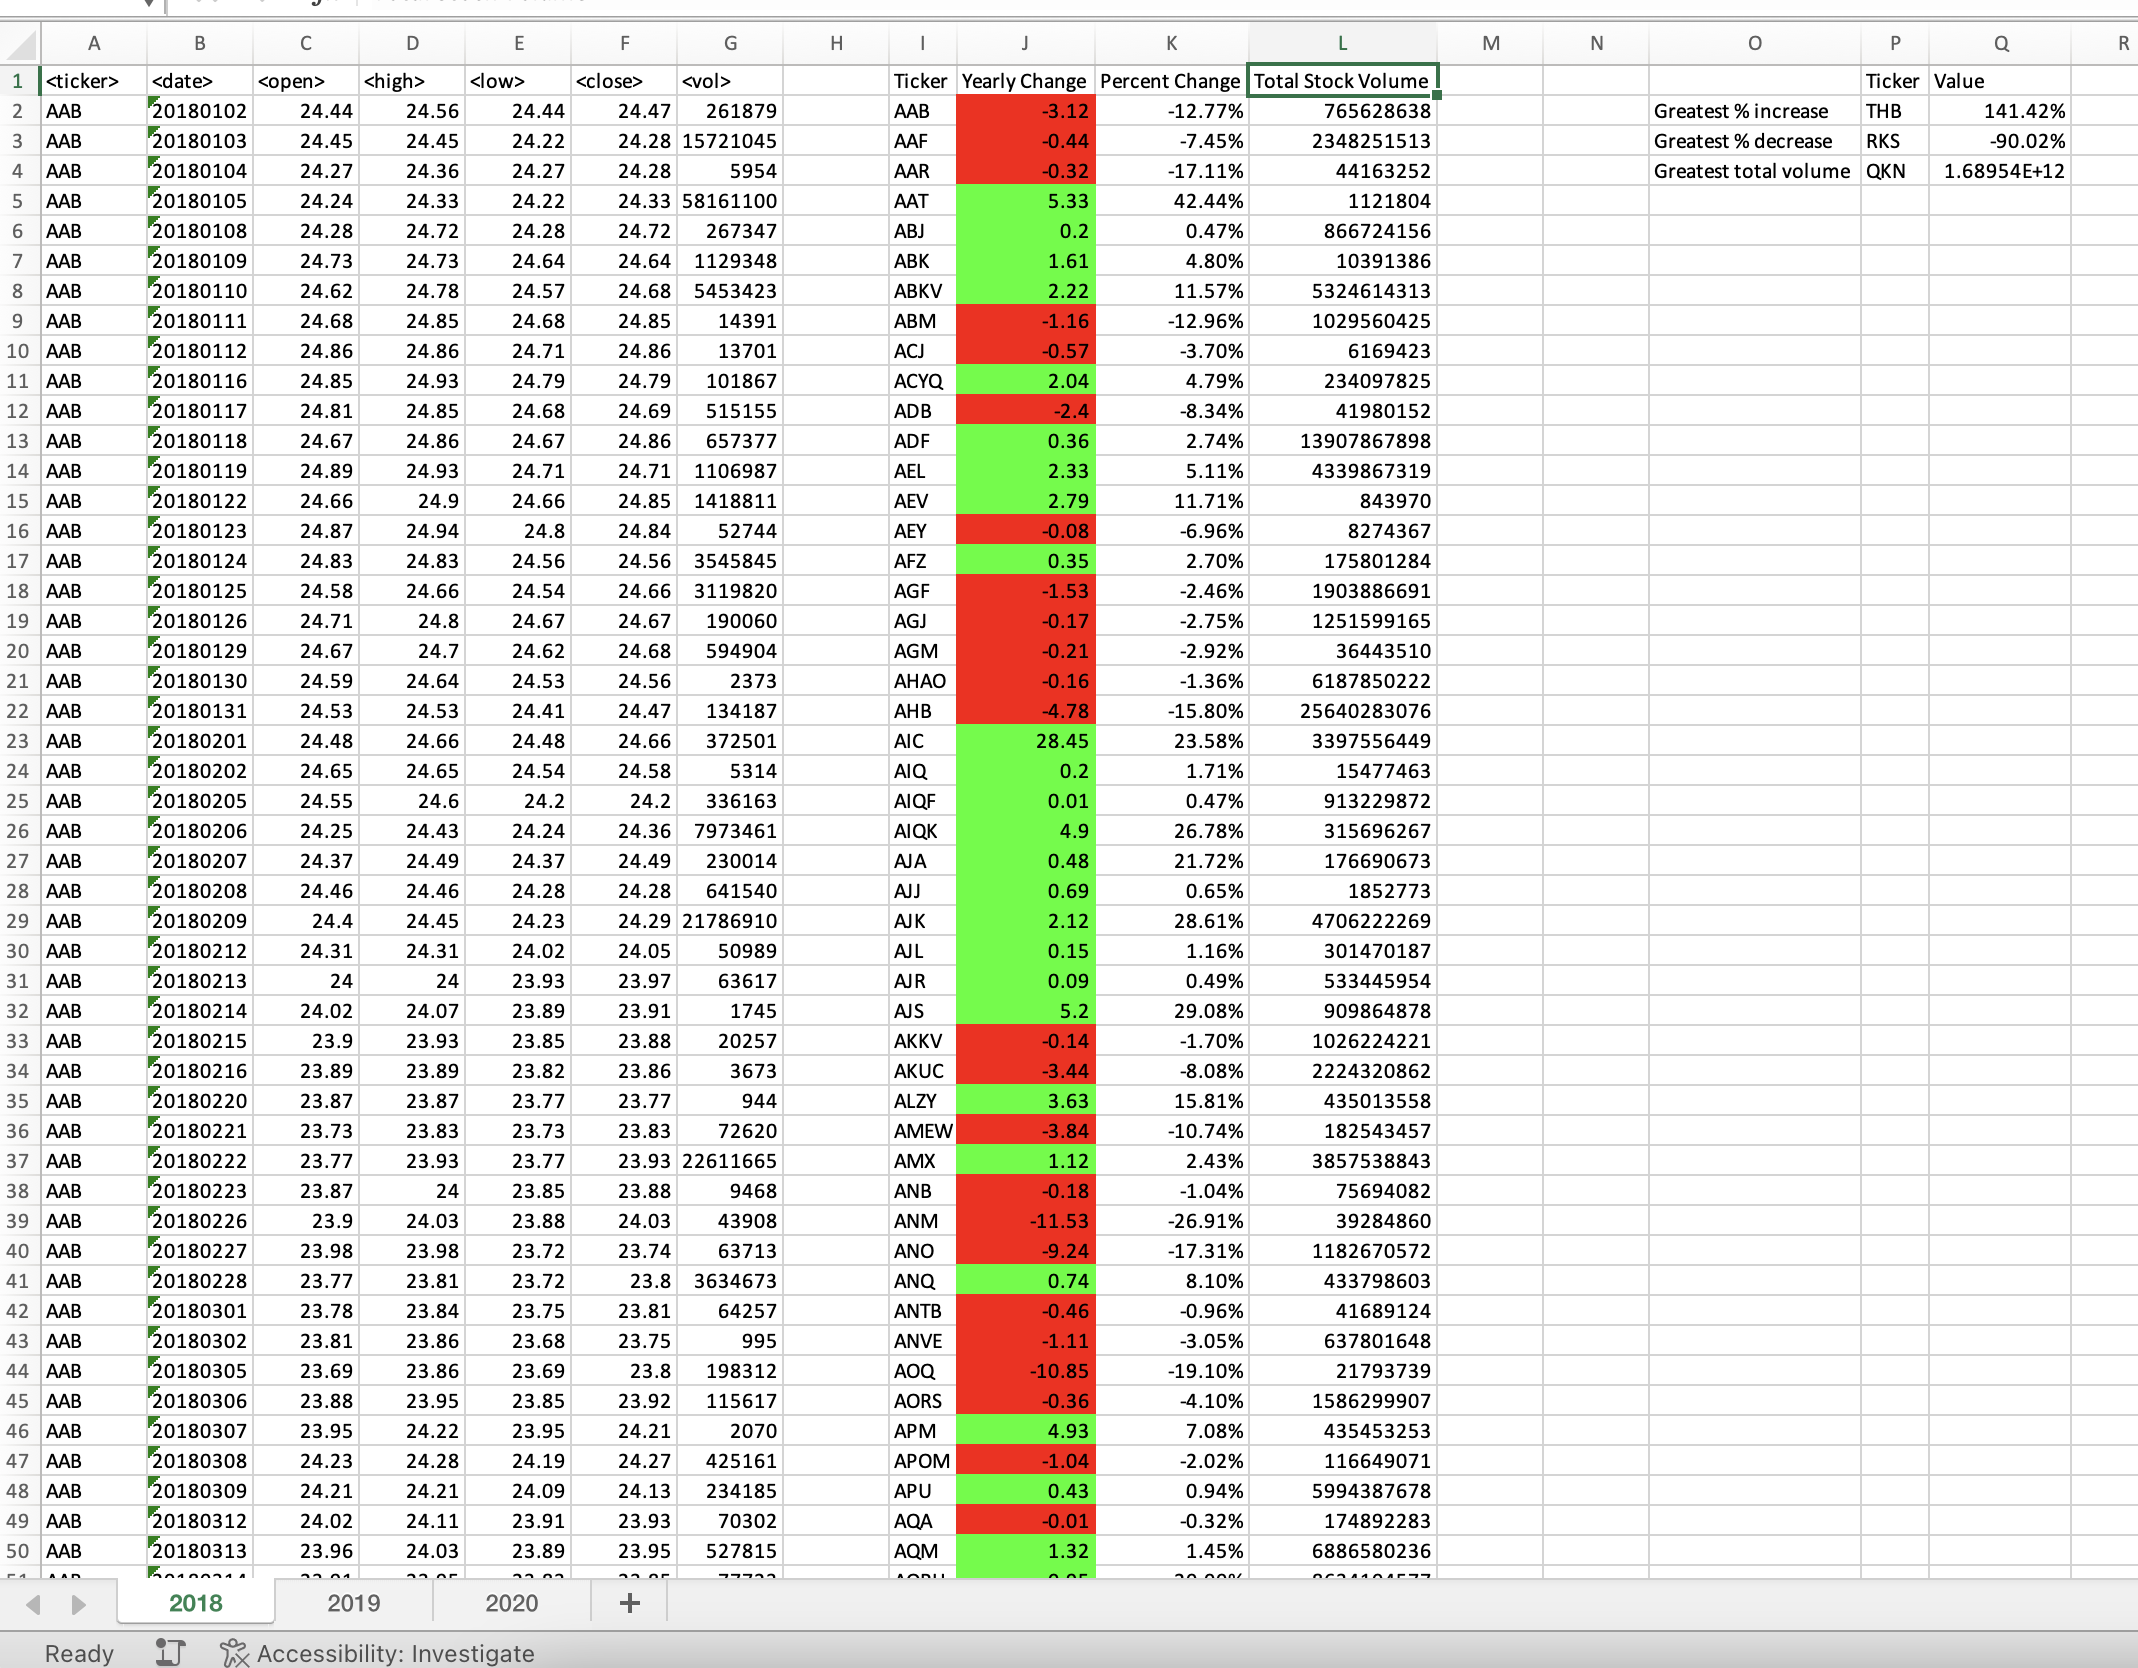 A B C D E F G H I J K L M N O P Q R
1 <ticker> <date> <open> <high> <low> <close> <vol> Ticker Yearly Change Percent Change Total Stock Volume Ticker Value
2 AAB 20180102 24.44 24.56 24.44 24.47 261879 AAB -3.12 -12.77% 765628638 Greatest % increase THB 141.42%
3 AAB 20180103 24.45 24.45 24.22 24.28 15721045 AAF -0.44 -7.45% 2348251513 Greatest % decrease RKS -90.02%
4 AAB 20180104 24.27 24.36 24.27 24.28 5954 AAR -0.32 -17.11% 44163252 Greatest total volume QKN 1.68954E+12
5 AAB 20180105 24.24 24.33 24.22 24.33 58161100 AAT 5.33 42.44% 1121804
6 AAB 20180108 24.28 24.72 24.28 24.72 267347 ABJ 0.2 0.47% 866724156
7 AAB 20180109 24.73 24.73 24.64 24.64 1129348 ABK 1.61 4.80% 10391386
8 AAB 20180110 24.62 24.78 24.57 24.68 5453423 ABKV 2.22 11.57% 5324614313
9 AAB 20180111 24.68 24.85 24.68 24.85 14391 ABM -1.16 -12.96% 1029560425
10 AAB 20180112 24.86 24.86 24.71 24.86 13701 ACJ -0.57 -3.70% 6169423
11 AAB 20180116 24.85 24.93 24.79 24.79 101867 ACYQ 2.04 4.79% 234097825
12 AAB 20180117 24.81 24.85 24.68 24.69 515155 ADB -2.4 -8.34% 41980152
13 AAB 20180118 24.67 24.86 24.67 24.86 657377 ADF 0.36 2.74% 13907867898
14 AAB 20180119 24.89 24.93 24.71 24.71 1106987 AEL 2.33 5.11% 4339867319
15 AAB 20180122 24.66 24.9 24.66 24.85 1418811 AEV 2.79 11.71% 843970
16 AAB 20180123 24.87 24.94 24.8 24.84 52744 AEY -0.08 -6.96% 8274367
17 AAB 20180124 24.83 24.83 24.56 24.56 3545845 AFZ 0.35 2.70% 175801284
18 AAB 20180125 24.58 24.66 24.54 24.66 3119820 AGF -1.53 -2.46% 1903886691
19 AAB 20180126 24.71 24.8 24.67 24.67 190060 AGJ -0.17 -2.75% 1251599165
20 AAB 20180129 24.67 24.7 24.62 24.68 594904 AGM -0.21 -2.92% 36443510
21 AAB 20180130 24.59 24.64 24.53 24.56 2373 AHAO -0.16 -1.36% 6187850222
22 AAB 20180131 24.53 24.53 24.41 24.47 134187 AHB -4.78 -15.80% 25640283076
23 AAB 20180201 24.48 24.66 24.48 24.66 372501 AIC 28.45 23.58% 3397556449
24 AAB 20180202 24.65 24.65 24.54 24.58 5314 AIQ 0.2 1.71% 15477463
25 AAB 20180205 24.55 24.6 24.2 24.2 336163 AIQF 0.01 0.47% 913229872
26 AAB 20180206 24.25 24.43 24.24 24.36 7973461 AIQK 4.9 26.78% 315696267
27 AAB 20180207 24.37 24.49 24.37 24.49 230014 AJA 0.48 21.72% 176690673
28 AAB 20180208 24.46 24.46 24.28 24.28 641540 AJJ 0.69 0.65% 1852773
29 AAB 20180209 24.4 24.45 24.23 24.29 21786910 AJK 2.12 28.61% 4706222269
30 AAB 20180212 24.31 24.31 24.02 24.05 50989 AJL 0.15 1.16% 301470187
31 AAB 20180213 24 24 23.93 23.97 63617 AJR 0.09 0.49% 533445954
32 AAB 20180214 24.02 24.07 23.89 23.91 1745 AJS 5.2 29.08% 909864878
33 AAB 20180215 23.9 23.93 23.85 23.88 20257 AKKV -0.14 -1.70% 1026224221
34 AAB 20180216 23.89 23.89 23.82 23.86 3673 AKUC -3.44 -8.08% 2224320862
35 AAB 20180220 23.87 23.87 23.77 23.77 944 ALZY 3.63 15.81% 435013558
36 AAB 20180221 23.73 23.83 23.73 23.83 72620 AMEW -3.84 -10.74% 182543457
37 AAB 20180222 23.77 23.93 23.77 23.93 22611665 AMX 1.12 2.43% 3857538843
38 AAB 20180223 23.87 24 23.85 23.88 9468 ANB -0.18 -1.04% 75694082
39 AAB 20180226 23.9 24.03 23.88 24.03 43908 ANM -11.53 -26.91% 39284860
40 AAB 20180227 23.98 23.98 23.72 23.74 63713 ANO -9.24 -17.31% 1182670572
41 AAB 20180228 23.77 23.81 23.72 23.8 3634673 ANQ 0.74 8.10% 433798603
42 AAB 20180301 23.78 23.84 23.75 23.81 64257 ANTB -0.46 -0.96% 41689124
43 AAB 20180302 23.81 23.86 23.68 23.75 995 ANVE -1.11 -3.05% 637801648
44 AAB 20180305 23.69 23.86 23.69 23.8 198312 AOQ -10.85 -19.10% 21793739
45 AAB 20180306 23.88 23.95 23.85 23.92 115617 AORS -0.36 -4.10% 1586299907
46 AAB 20180307 23.95 24.22 23.95 24.21 2070 APM 4.93 7.08% 435453253
47 AAB 20180308 24.23 24.28 24.19 24.27 425161 APOM -1.04 -2.02% 116649071
48 AAB 20180309 24.21 24.21 24.09 24.13 234185 APU 0.43 0.94% 5994387678
49 AAB 20180312 24.02 24.11 23.91 23.93 70302 AQA -0.01 -0.32% 174892283
50 AAB 20180313 23.96 24.03 23.89 23.95 527815 AQM 1.32 1.45% 6886580236
2018 2019 2020 +
Ready Accessibility: Investigate